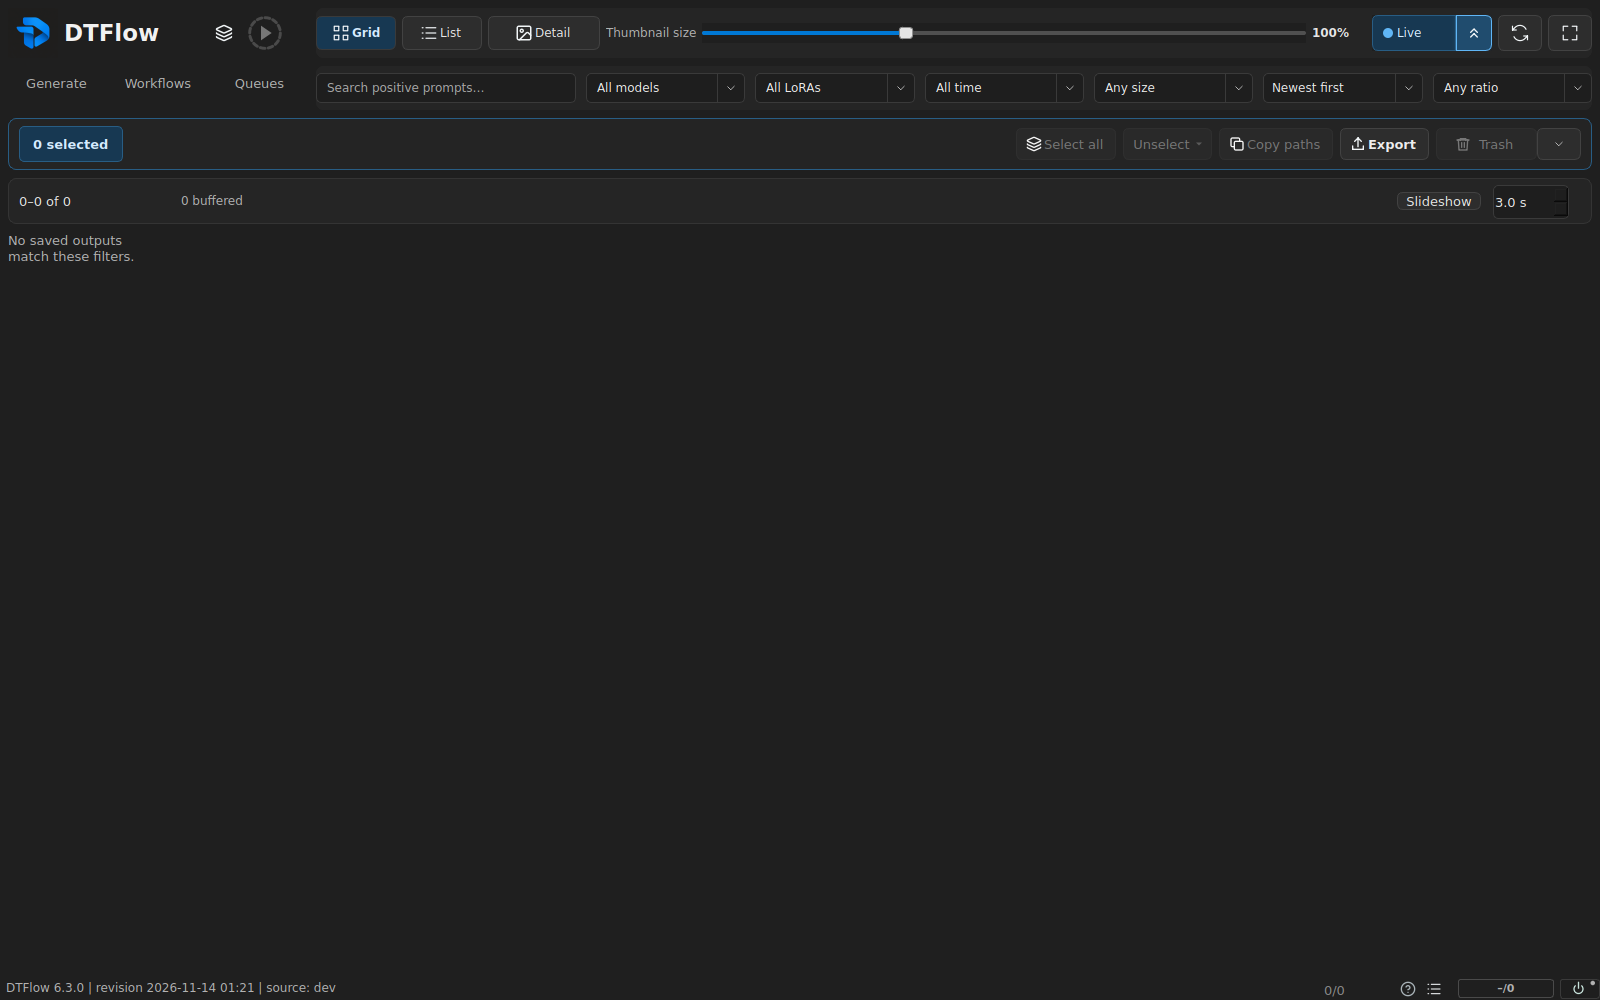 DTFlow
Grid
List
Detail
Thumbnail size
100%
Live
Generate
Workflows
Queues
Search positive prompts...
All models
All LoRAs
All time
Any size
Newest first
Any ratio
0 selected
Select all
Unselect
Copy paths
Export
Trash
0–0 of 0
0 buffered
Slideshow
3.0 s
No saved outputs
match these filters.
DTFlow 6.3.0 | revision 2026-11-14 01:21 | source: dev
0/0
–/0